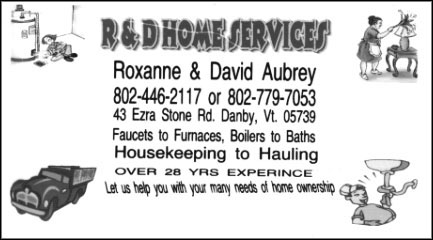 R & D HOME SERVICES
Roxanne & David Aubrey
802-446-2117 or 802-779-7053
43 Ezra Stone Rd. Danby, Vt. 05739
Faucets to Furnaces, Boilers to Baths
Housekeeping to Hauling
OVER 28 YRS EXPERINCE
Let us help you with your many needs of home ownership